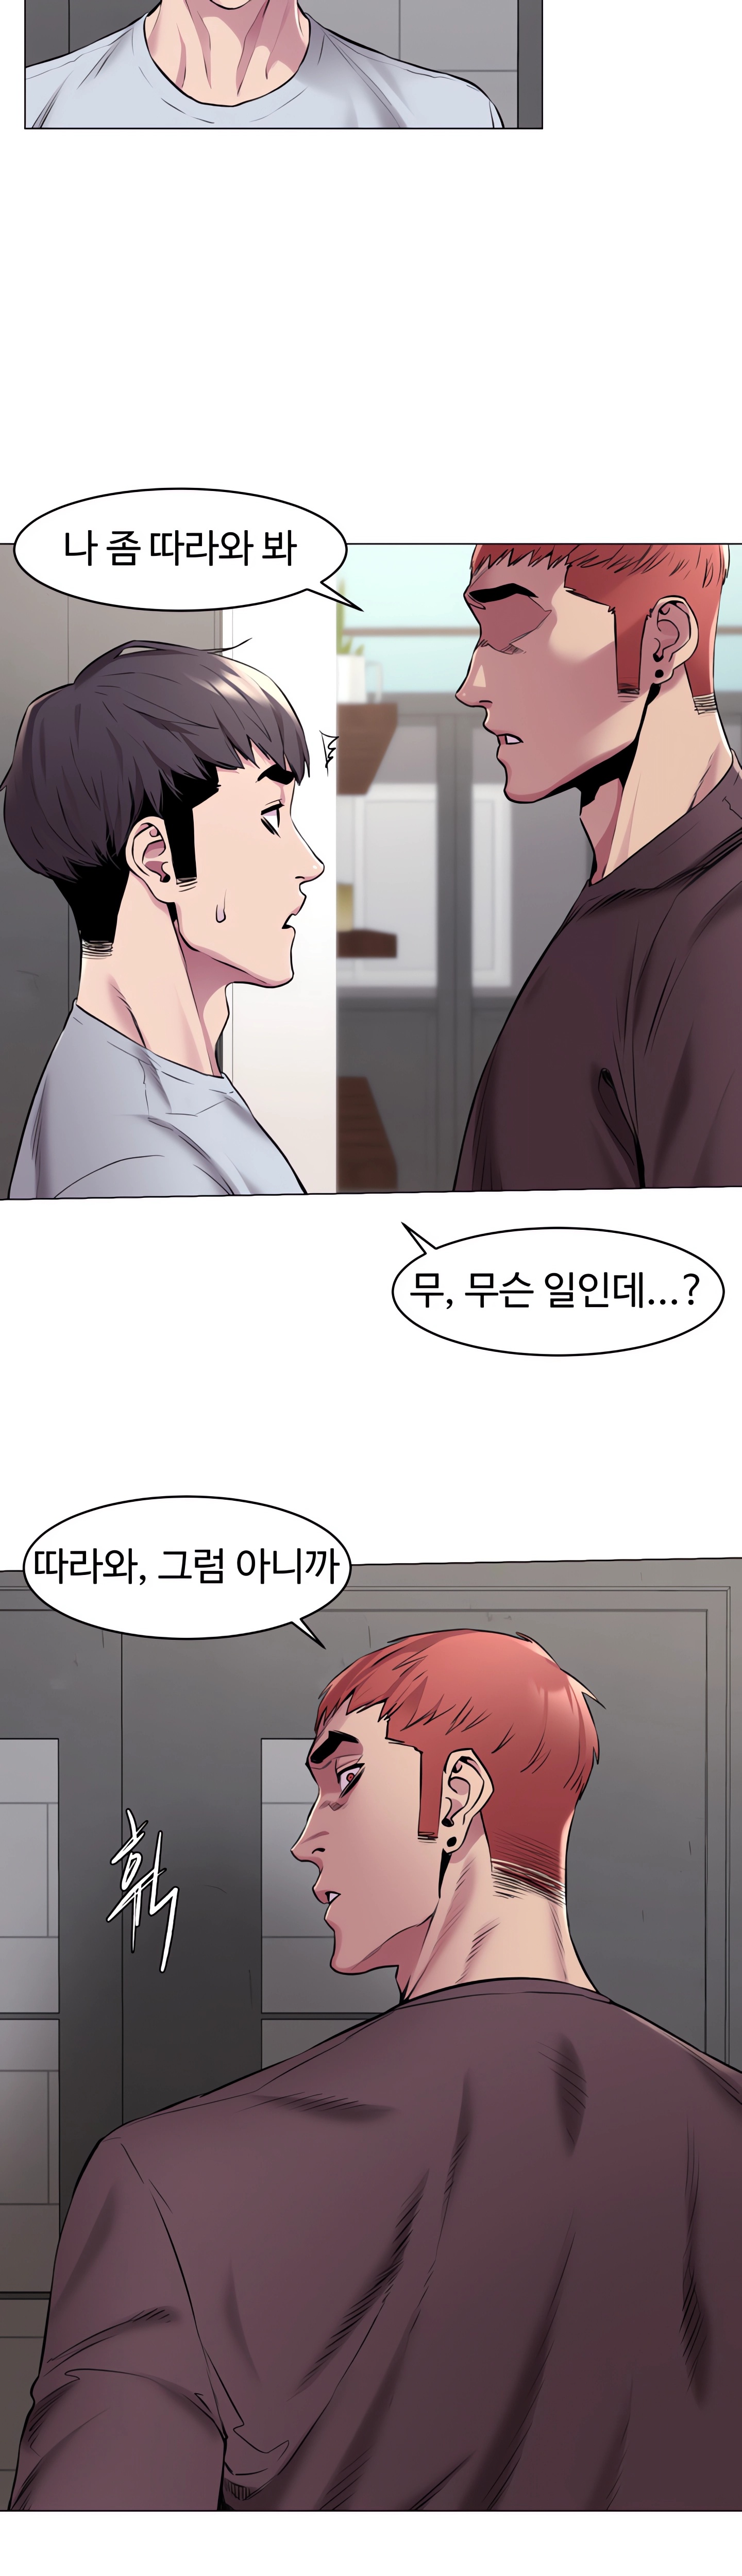 나 좀 따라와 봐
무, 무슨 일인데...?
따라와, 그럼 아니까
휙